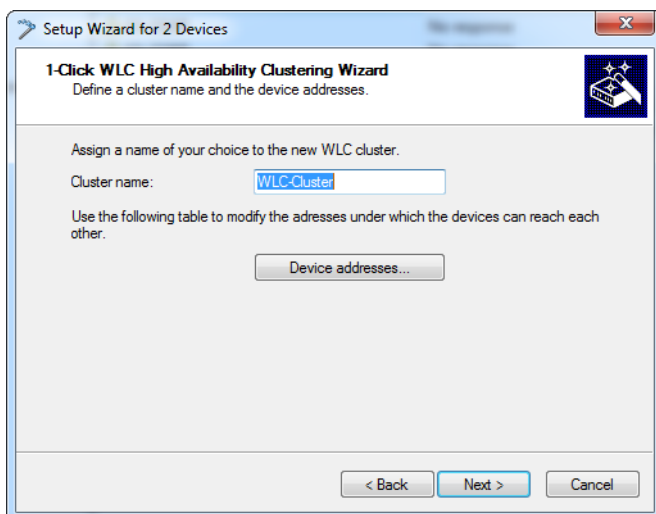 Setup Wizard for 2 Devices
No response
1-Click WLC High Availability Clustering Wizard
Define a cluster name and the device addresses.
Assign a name of your choice to the new WLC cluster.
Cluster name:
WLC-Cluster
Use the following table to modify the adresses under which the devices can reach each
other.
Device addresses...
< Back
Next >
Cancel